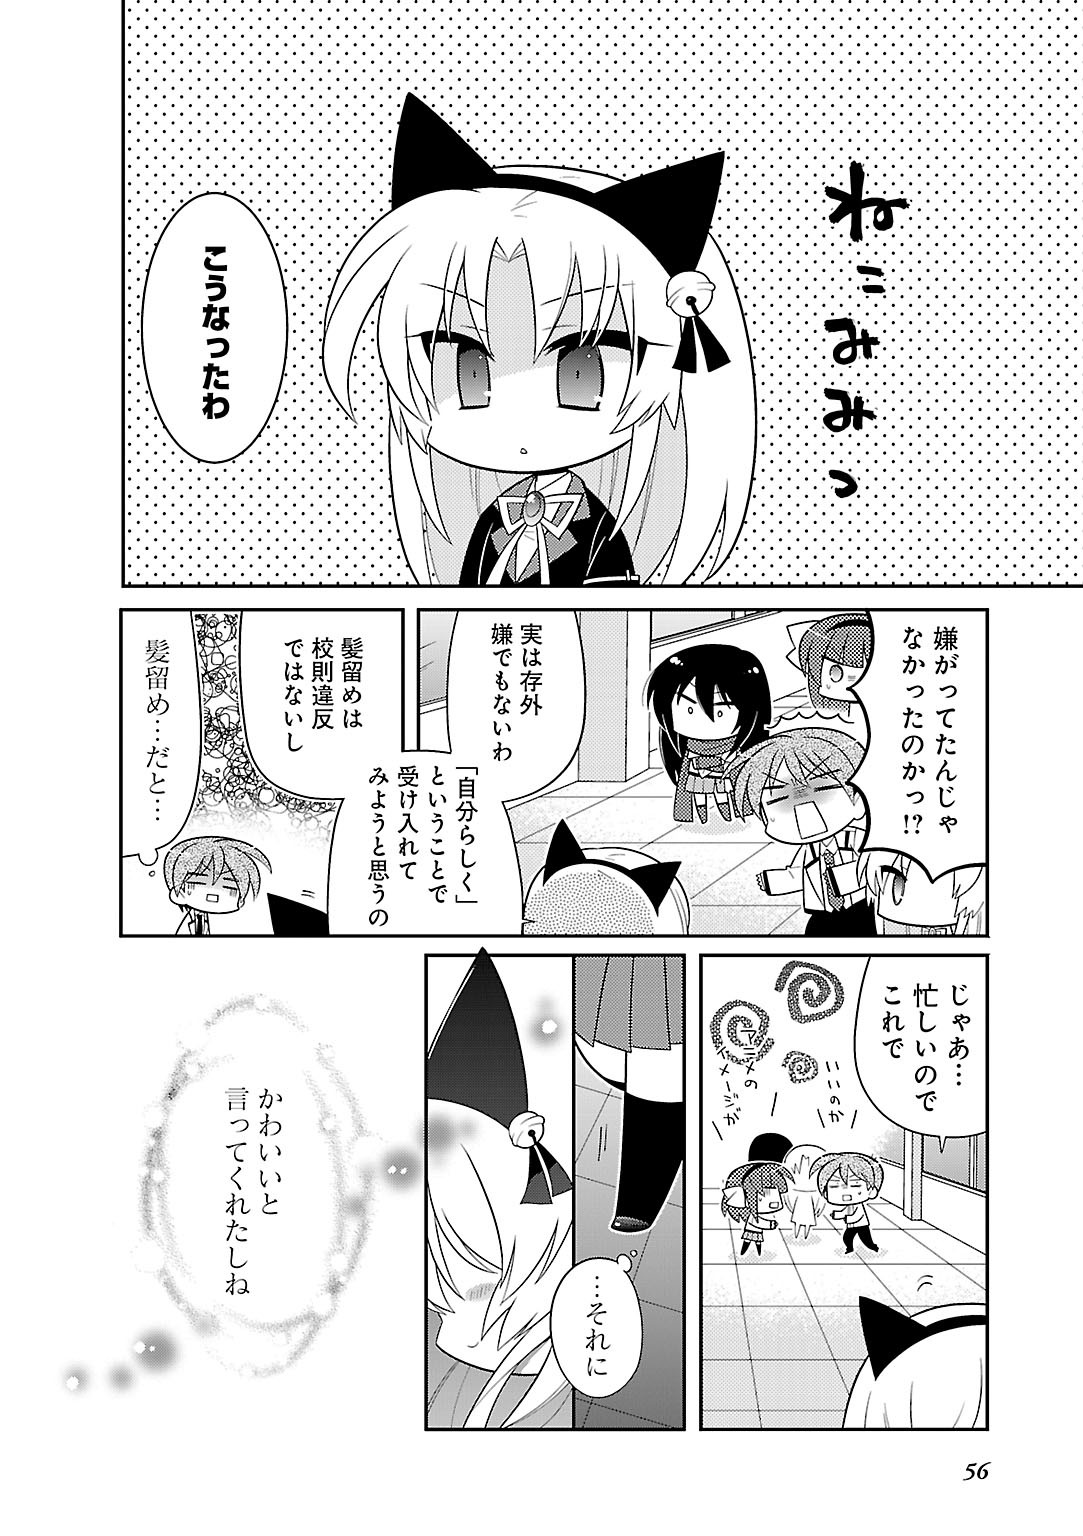 ねこみみっ
こうなったわ
嫌がってたんじゃ
なかったのかっ!?
実は存外
嫌でもないわ
「自分らしく」
ということで
受け入れて
みようと思うの
髪留めは
校則違反
ではないし
髪留め…だと…
じゃあ…
忙しいので
これで
いいのか
アニメの
イメージが
…それに
かわいいと
言ってくれたしね
56